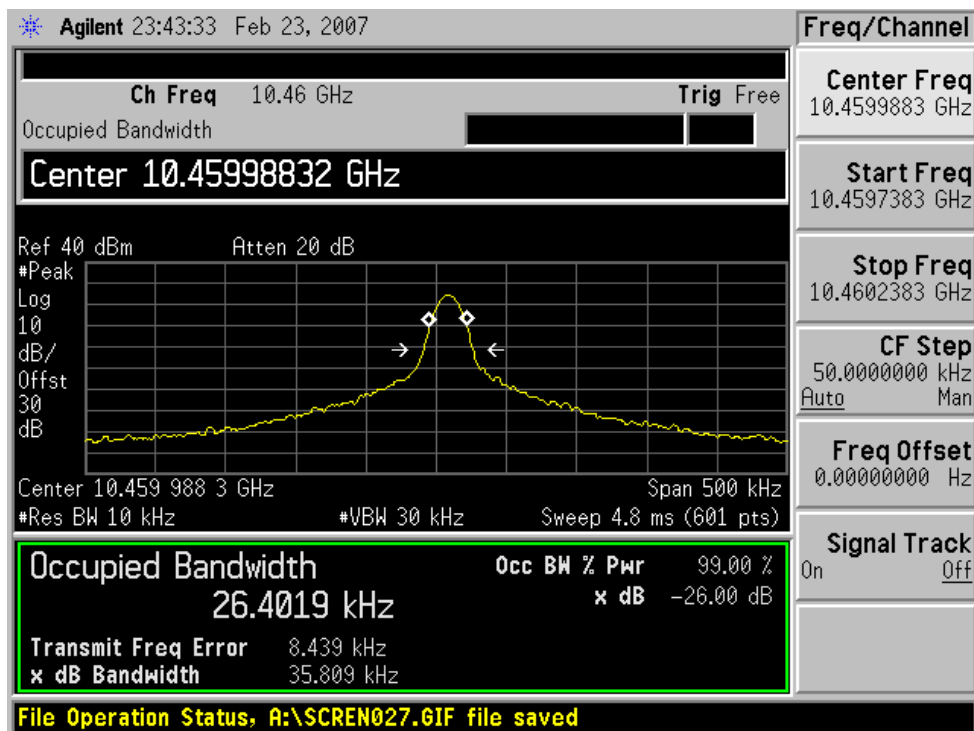 Agilent 23:43:33 Feb 23, 2007
Freq/Channel
Ch Freq 10.46 GHz Trig Free
Occupied Bandwidth
Center 10.45998832 GHz
Ref 40 dBm Atten 20 dB
#Peak
Log
10
dB/
Offst
30
dB
Center 10.459 988 3 GHz Span 500 kHz
#Res BW 10 kHz #VBW 30 kHz Sweep 4.8 ms (601 pts)
Occupied Bandwidth Occ BW % Pwr 99.00 %
26.4019 kHz x dB -26.00 dB
Transmit Freq Error 8.439 kHz
x dB Bandwidth 35.809 kHz
Center Freq
10.4599883 GHz
Start Freq
10.4597383 GHz
Stop Freq
10.4602383 GHz
CF Step
50.0000000 kHz
Auto Man
Freq Offset
0.00000000 Hz
Signal Track
On Off
File Operation Status, A:\SCREN027.GIF file saved